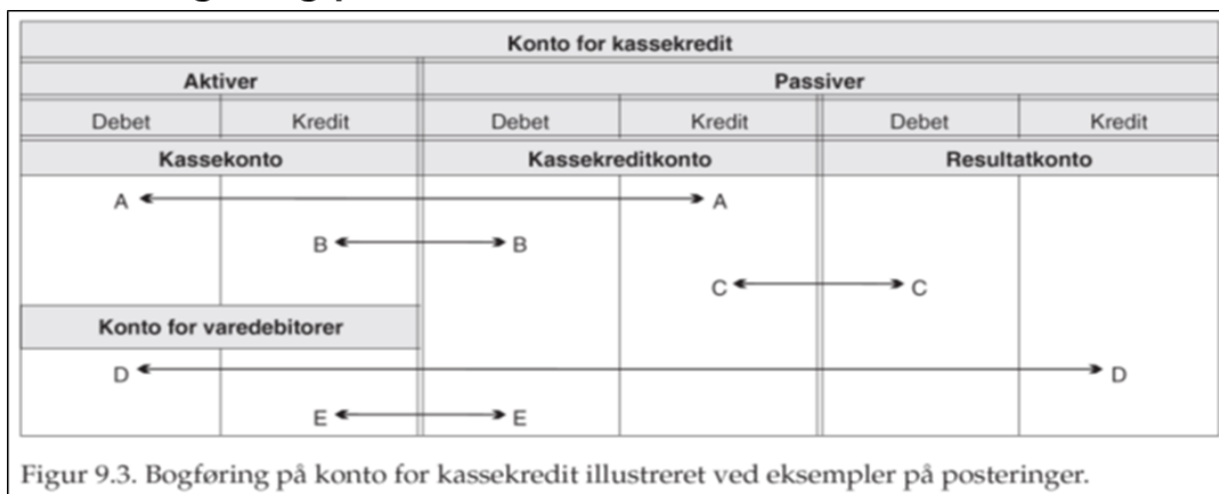 Konto for kassekredit
Aktiver Passiver
Debet Kredit Debet Kredit Debet Kredit
Kassekonto Kassekreditkonto Resultatkonto
A A
B B
C C
Konto for varedebitorer
D D
E E
Figur 9.3. Bogføring på konto for kassekredit illustreret ved eksempler på posteringer.